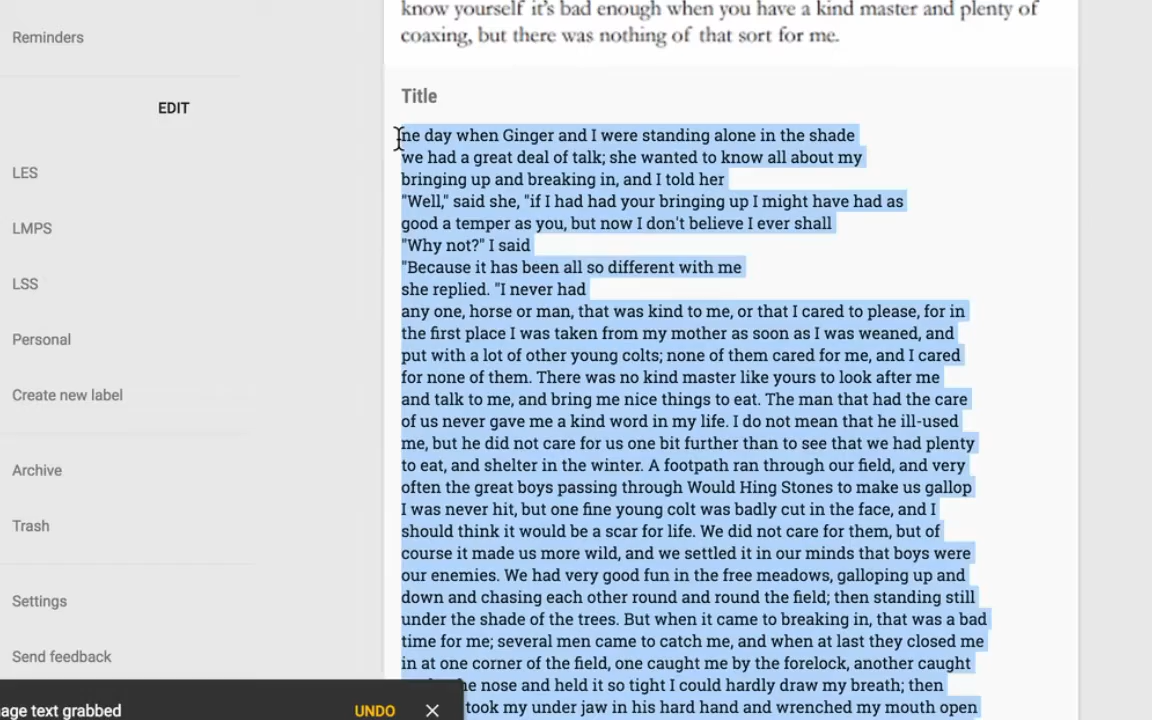 know yourself it's bad enough when you have a kind master and plenty of
coaxing, but there was nothing of that sort for me.
Reminders
EDIT
LES
LMPS
LSS
Personal
Create new label
Archive
Trash
Settings
Send feedback
Title
ne day when Ginger and I were standing alone in the shade
we had a great deal of talk; she wanted to know all about my
bringing up and breaking in, and I told her
"Well," said she, "if I had had your bringing up I might have had as
good a temper as you, but now I don't believe I ever shall
"Why not?" I said
"Because it has been all so different with me
she replied. "I never had
any one, horse or man, that was kind to me, or that I cared to please, for in
the first place I was taken from my mother as soon as I was weaned, and
put with a lot of other young colts; none of them cared for me, and I cared
for none of them. There was no kind master like yours to look after me
and talk to me, and bring me nice things to eat. The man that had the care
of us never gave me a kind word in my life. I do not mean that he ill-used
me, but he did not care for us one bit further than to see that we had plenty
to eat, and shelter in the winter. A footpath ran through our field, and very
often the great boys passing through Would Hing Stones to make us gallop
I was never hit, but one fine young colt was badly cut in the face, and I
should think it would be a scar for life. We did not care for them, but of
course it made us more wild, and we settled it in our minds that boys were
our enemies. We had very good fun in the free meadows, galloping up and
down and chasing each other round and round the field; then standing still
under the shade of the trees. But when it came to breaking in, that was a bad
time for me; several men came to catch me, and when at last they closed me
in at one corner of the field, one caught me by the forelock, another caught
nose and held it so tight I could hardly draw my breath; then
took my under jaw in his hard hand and wrenched my mouth open
age text grabbed
UNDO